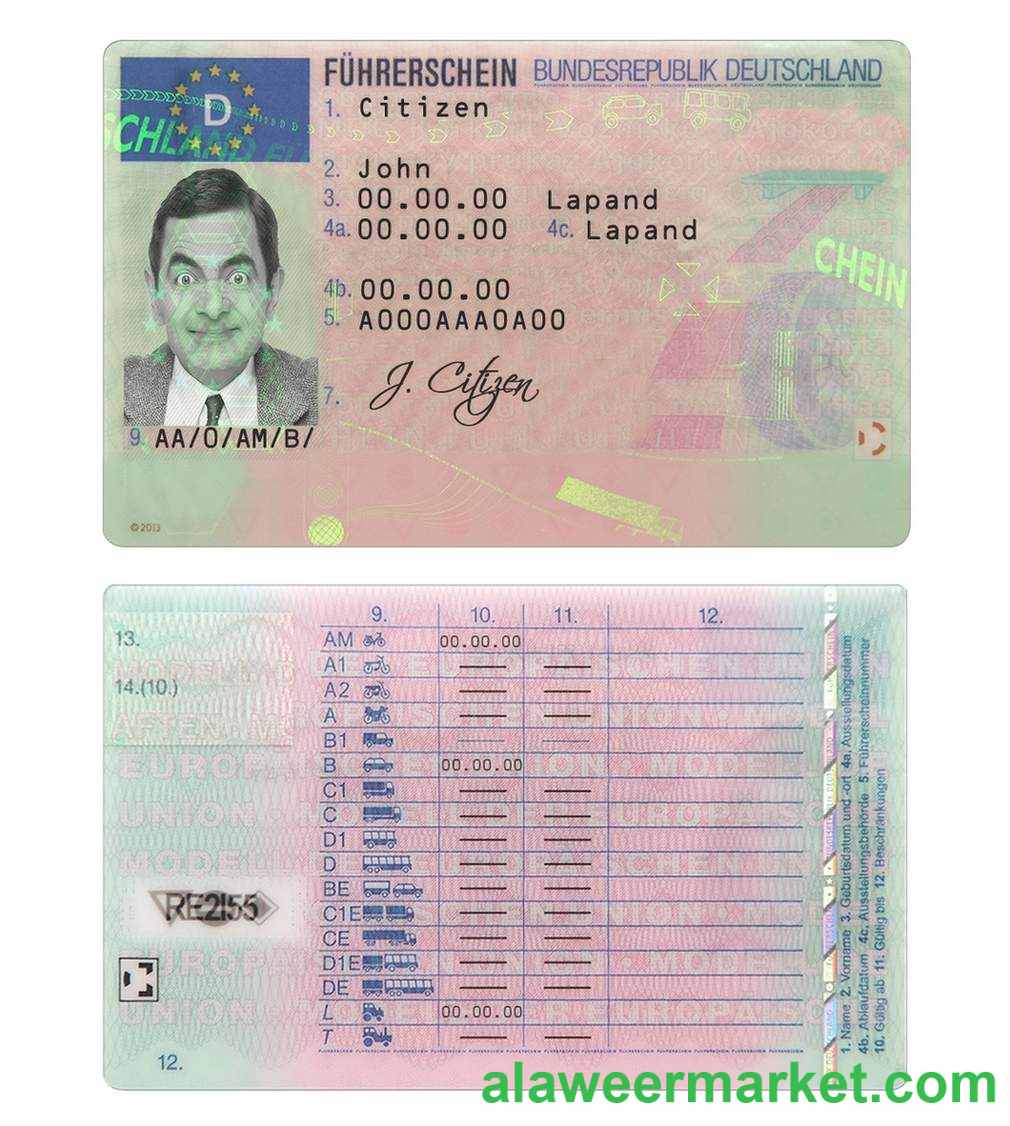 FÜHRERSCHEIN BUNDESREPUBLIK DEUTSCHLAND
D
1. Citizen
2. John
3. 00.00.00 Lapand
4a. 00.00.00 4c. Lapand
4b. 00.00.00
5. A000AAA0A00
CHEIN
7. J. Citizen
9. AA/O/AM/B/
©2013
9. 10. 11. 12.
13.
14.(10.)
AM 00.00.00
A1
A2
A
B1
B 00.00.00
C1
C
D1
D
BE
C1E
CE
D1E
DE
L 00.00.00
T
RE2155
12.
1. Name 2. Vorname 3. Geburtsdatum und -ort 4a. Ausstellungsdatum
4b. Ablaufdatum 4c. Ausstellungsbehörde 5. Führerscheinnummer
10. Gültig ab 11. Gültig bis 12. Beschränkungen
alaweermarket.com